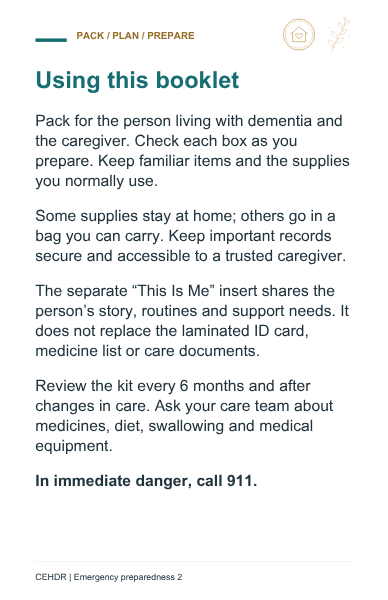 PACK / PLAN / PREPARE
Using this booklet
Pack for the person living with dementia and
the caregiver. Check each box as you
prepare. Keep familiar items and the supplies
you normally use.
Some supplies stay at home; others go in a
bag you can carry. Keep important records
secure and accessible to a trusted caregiver.
The separate “This Is Me” insert shares the
person’s story, routines and support needs. It
does not replace the laminated ID card,
medicine list or care documents.
Review the kit every 6 months and after
changes in care. Ask your care team about
medicines, diet, swallowing and medical
equipment.
In immediate danger, call 911.
CEHDR | Emergency preparedness 2